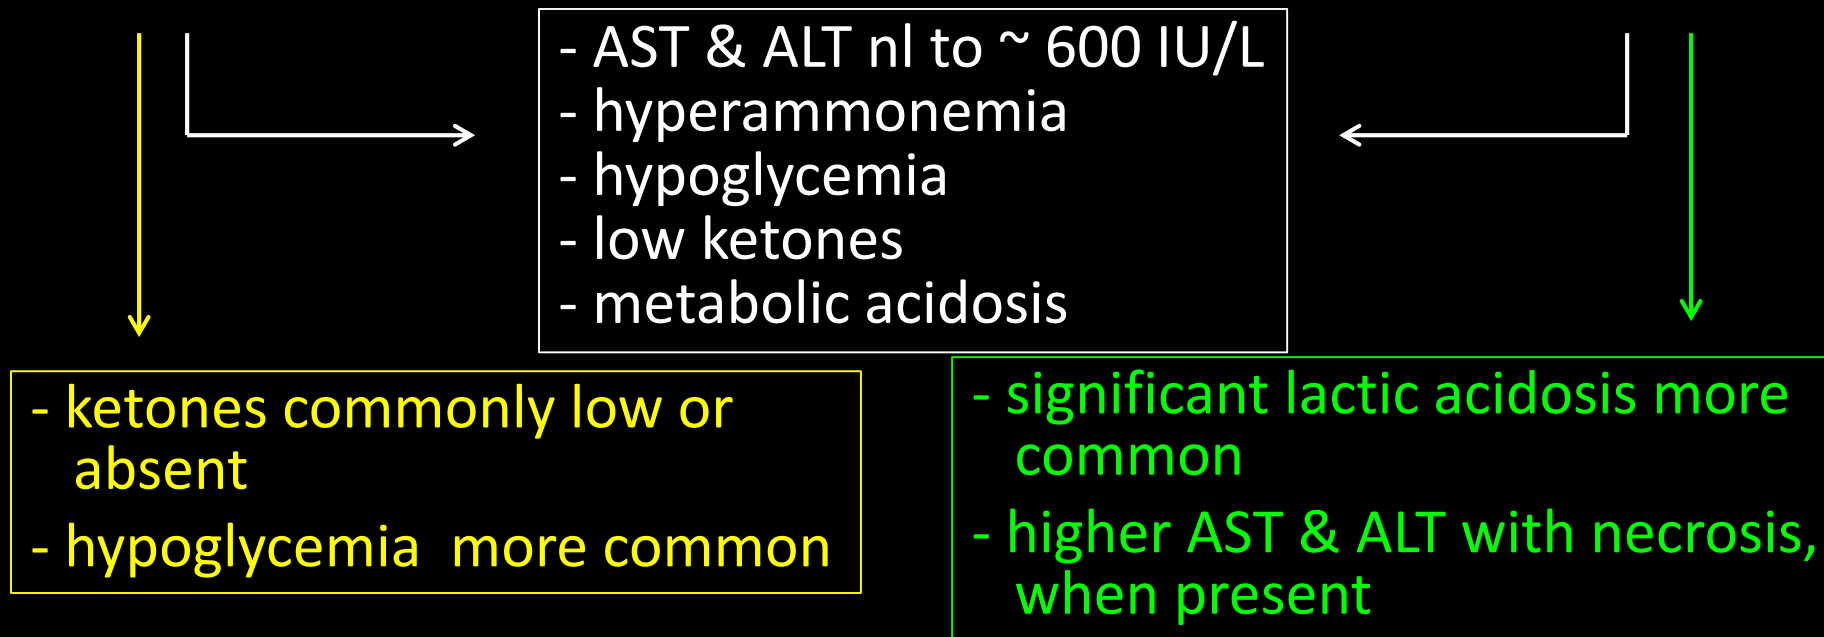 - AST & ALT nl to ~ 600 IU/L
- hyperammonemia
- hypoglycemia
- low ketones
- metabolic acidosis
- ketones commonly low or
absent
- hypoglycemia  more common
- significant lactic acidosis more
common
- higher AST & ALT with necrosis,
when present